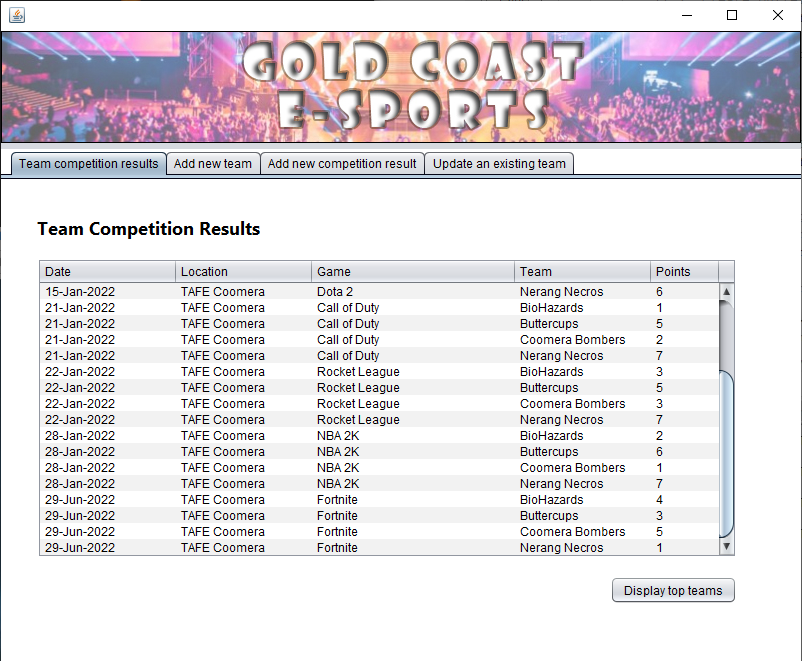 GOLD COAST
E-SPORTS
Team competition results Add new team Add new competition result Update an existing team
Team Competition Results
Date Location Game Team Points
15-Jan-2022 TAFE Coomera Dota 2 Nerang Necros 6
21-Jan-2022 TAFE Coomera Call of Duty BioHazards 1
21-Jan-2022 TAFE Coomera Call of Duty Buttercups 5
21-Jan-2022 TAFE Coomera Call of Duty Coomera Bombers 2
21-Jan-2022 TAFE Coomera Call of Duty Nerang Necros 7
22-Jan-2022 TAFE Coomera Rocket League BioHazards 3
22-Jan-2022 TAFE Coomera Rocket League Buttercups 5
22-Jan-2022 TAFE Coomera Rocket League Coomera Bombers 3
22-Jan-2022 TAFE Coomera Rocket League Nerang Necros 7
28-Jan-2022 TAFE Coomera NBA 2K BioHazards 2
28-Jan-2022 TAFE Coomera NBA 2K Buttercups 6
28-Jan-2022 TAFE Coomera NBA 2K Coomera Bombers 1
28-Jan-2022 TAFE Coomera NBA 2K Nerang Necros 7
29-Jun-2022 TAFE Coomera Fortnite BioHazards 4
29-Jun-2022 TAFE Coomera Fortnite Buttercups 3
29-Jun-2022 TAFE Coomera Fortnite Coomera Bombers 5
29-Jun-2022 TAFE Coomera Fortnite Nerang Necros 1
Display top teams